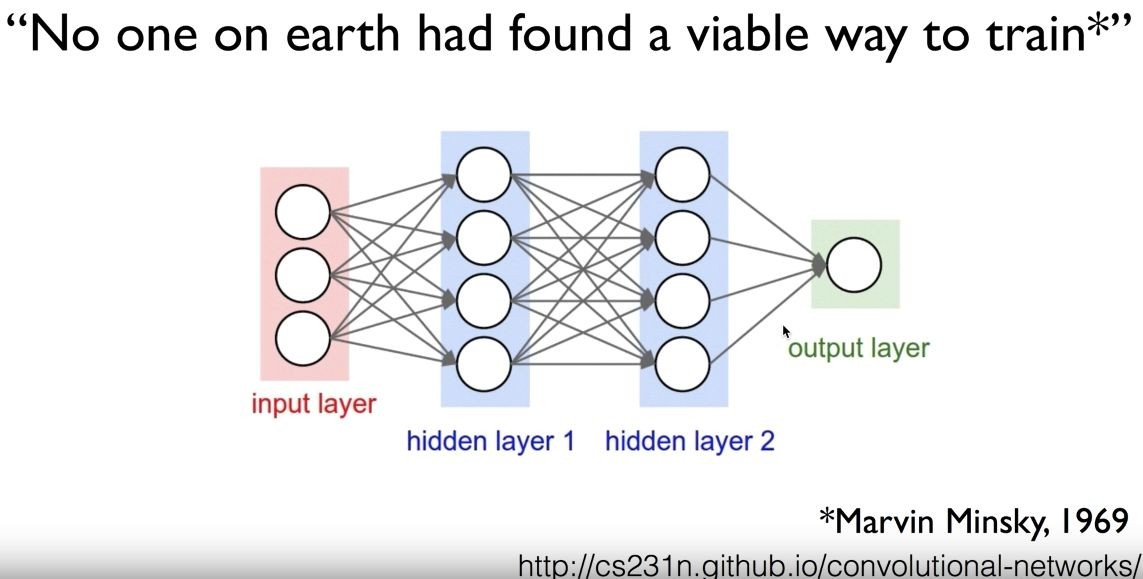 “No one on earth had found a viable way to train*”
input layer
hidden layer 1
hidden layer 2
output layer
*Marvin Minsky, 1969
http://cs231n.github.io/convolutional-networks/